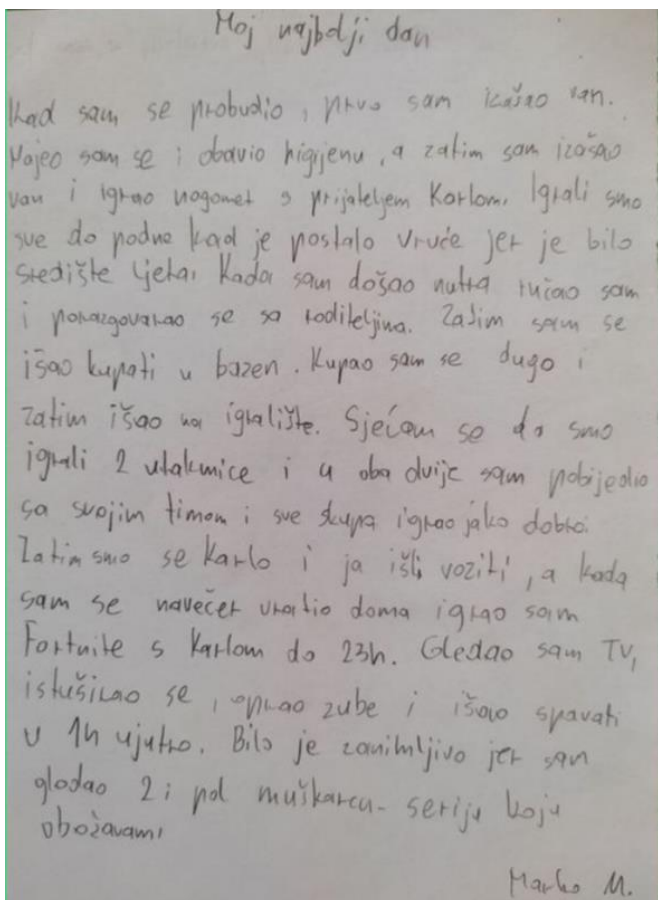 Moj najbolji dan
Kad sam se probudio, prvo sam izašao van.
Najeo sam se i obavio higijenu, a zatim sam izašao
van i igrao nogomet s prijateljem Karlom. Igrali smo
sve do podne kad je postalo vruće jer je bilo
središte ljeta. Kada sam došao nutra ručao sam
i porazgovarao se sa roditeljina. Zatim sam se
išao kupati u bazen. Kupao sam se dugo i
zatim išao na igralište. Sjećam se da smo
igrali 2 utakmice i u oba dvije sam pobijedio
sa svojim timom i sve skupa igrao jako dobro.
Zatim smo se Karlo i ja išli voziti, a kada
sam se navečer vratio doma igrao sam
Fortnite s Karlom do 23h. Gledao sam TV,
istuširao se, oprao zube i išao spavati
u 1h ujutro. Bilo je zanimljivo jer san
gledao 2 i pol muškarca - seriju koju
obožavam.
Marko M.